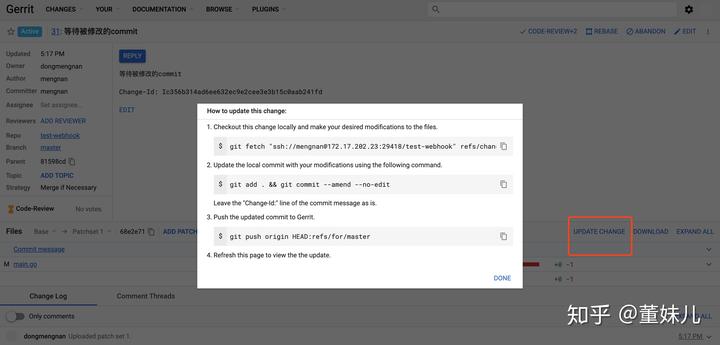 Gerrit CHANGES YOUR DOCUMENTATION BROWSE PLUGINS
Active 31: 等待被修改的commit CODE-REVIEW+2 REBASE ABANDON EDIT
Updated 5:17 PM
Owner dongmengnan
Author mengnan
Committer mengnan
Assignee Set assignee...
Reviewers ADD REVIEWER
Repo test-webhook
Branch master
Parent 81598cd
Topic ADD TOPIC
Strategy Merge if Necessary
Code-Review No votes.
REPLY
等待被修改的commit
Change-Id: Ic356b314ad6ee632ec9e2cee3e3b15c0aab241fd
EDIT
How to update this change:
1. Checkout this change locally and make your desired modifications to the files.
$ git fetch "ssh://mengnan@172.17.202.23:29418/test-webhook" refs/chan
2. Update the local commit with your modifications using the following command.
$ git add . && git commit --amend --no-edit
Leave the "Change-Id:" line of the commit message as is.
3. Push the updated commit to Gerrit.
$ git push origin HEAD:refs/for/master
4. Refresh this page to view the the update.
DONE
Files Base → Patchset 1 68e2e71 ADD PATCH UPDATE CHANGE DOWNLOAD EXPAND ALL
Commit message
M main.go +0 −1
+0 −1
Change Log Comment Threads
Only comments
dongmengnan Uploaded patch set 1. 5:17 PM
知乎 @董妹儿